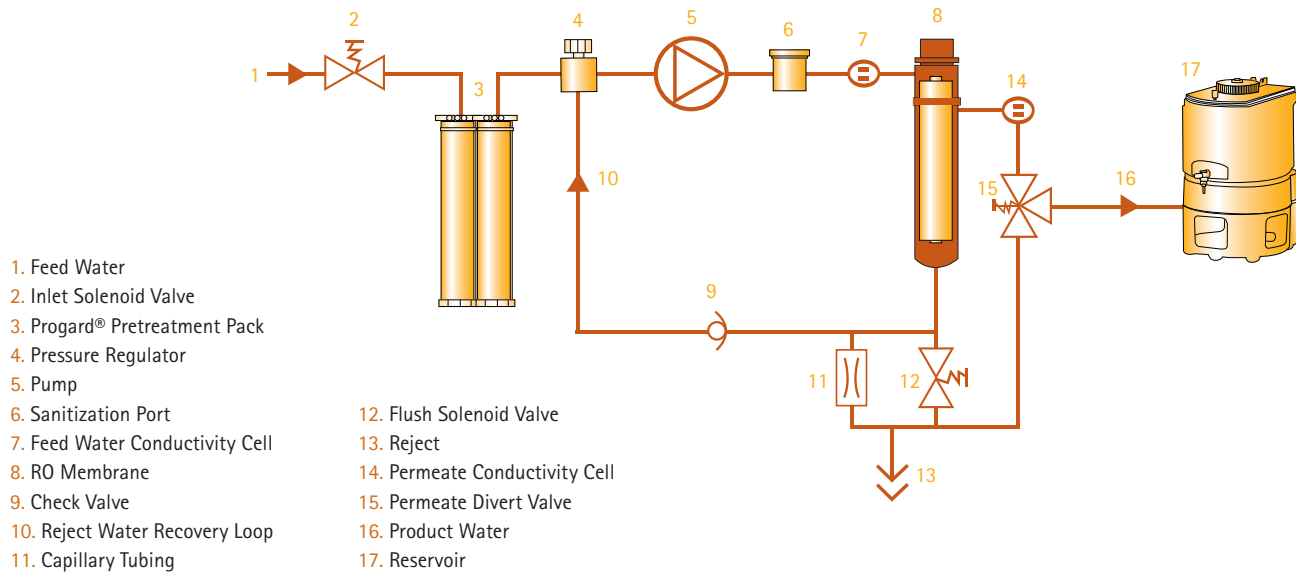 2
4
5
6
7
8
14
17
1
3
10
15
16
9
11
12
13
1. Feed Water
2. Inlet Solenoid Valve
3. Progard® Pretreatment Pack
4. Pressure Regulator
5. Pump
6. Sanitization Port
7. Feed Water Conductivity Cell
8. RO Membrane
9. Check Valve
10. Reject Water Recovery Loop
11. Capillary Tubing
12. Flush Solenoid Valve
13. Reject
14. Permeate Conductivity Cell
15. Permeate Divert Valve
16. Product Water
17. Reservoir